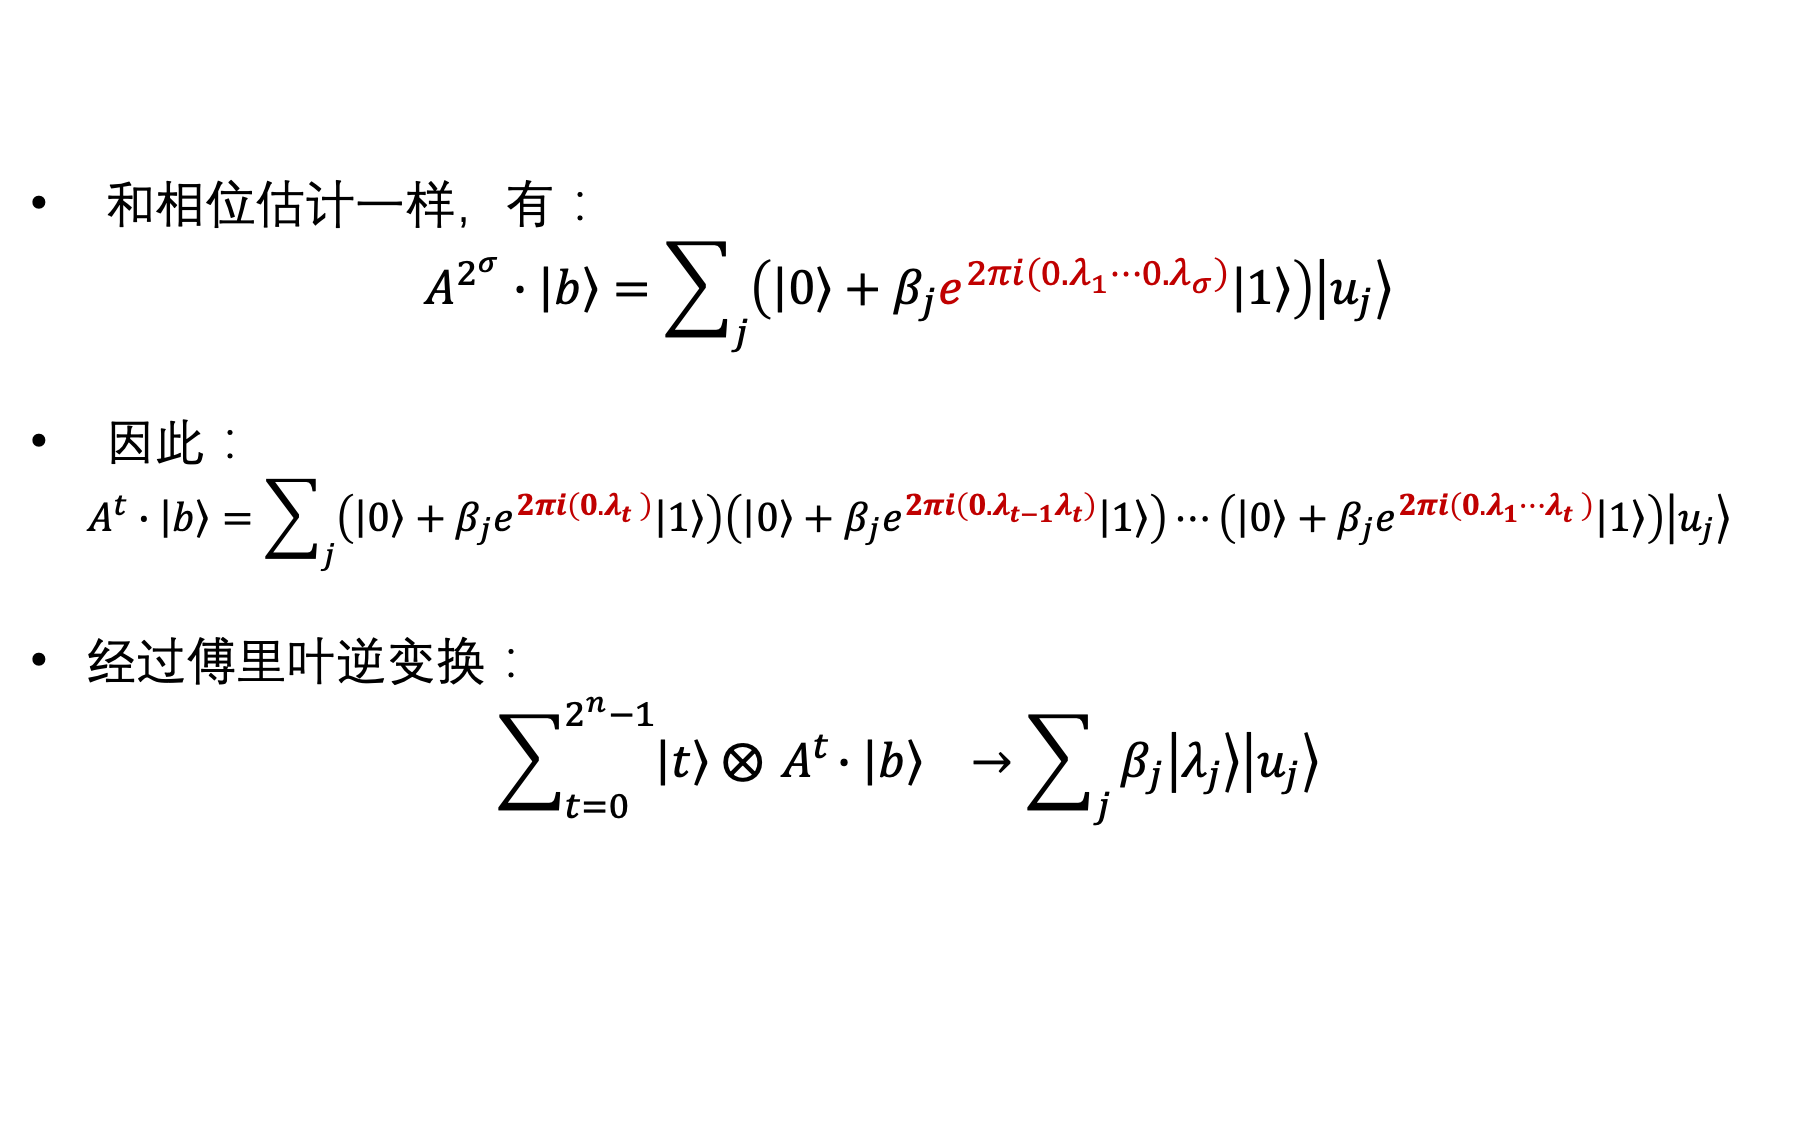 • 和相位估计一样，有：
A^{2^σ} · |b⟩ = ∑_j (|0⟩ + β_j e^{2πi(0.λ_1⋯0.λ_σ)}|1⟩)|u_j⟩
• 因此：
A^t · |b⟩ = ∑_j (|0⟩ + β_j e^{2πi(0.λ_t)}|1⟩)(|0⟩ + β_j e^{2πi(0.λ_{t−1}λ_t)}|1⟩) ⋯ (|0⟩ + β_j e^{2πi(0.λ_1⋯λ_t)}|1⟩)|u_j⟩
• 经过傅里叶逆变换：
∑_{t=0}^{2^n−1} |t⟩ ⊗ A^t · |b⟩ → ∑_j β_j|λ_j⟩|u_j⟩